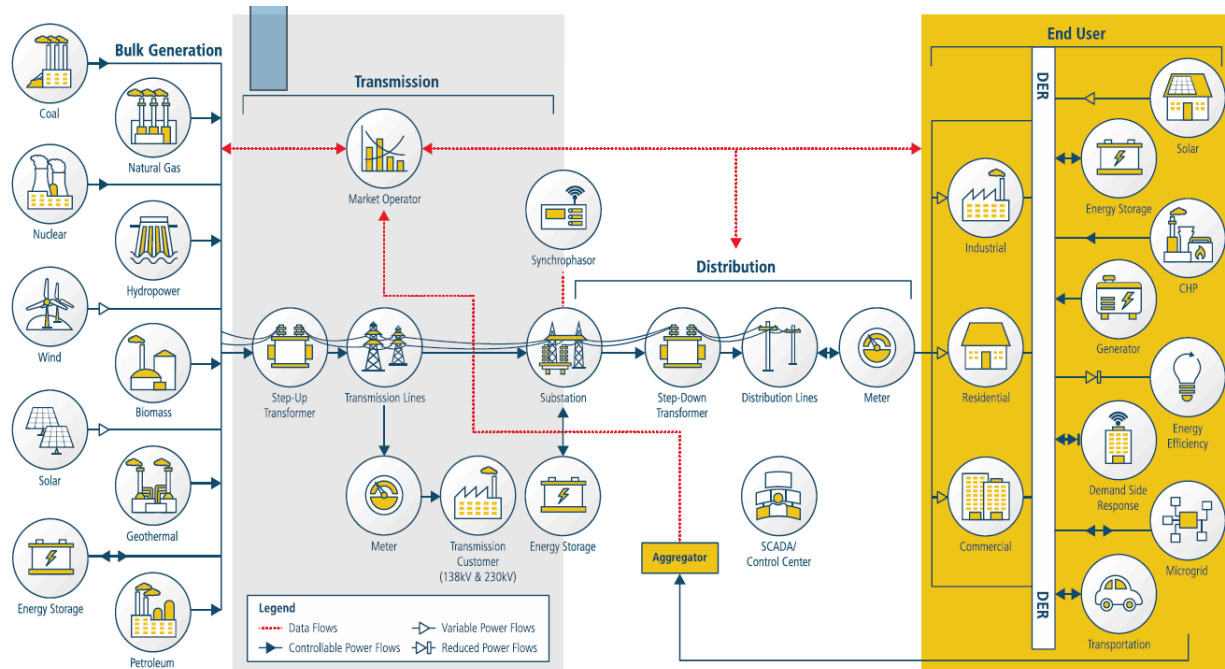 Bulk Generation
Coal
Natural Gas
Nuclear
Hydropower
Wind
Biomass
Solar
Geothermal
Energy Storage
Petroleum
Transmission
Market Operator
Synchrophasor
Step-Up
Transformer
Transmission Lines
Substation
Meter
Transmission
Customer
(138kV & 230kV)
Energy Storage
Legend
Data Flows
Controllable Power Flows
Variable Power Flows
Reduced Power Flows
Distribution
Step-Down
Transformer
Distribution Lines
Meter
SCADA/
Control Center
Aggregator
End User
DER
Industrial
Residential
Commercial
DER
Solar
Energy Storage
CHP
Generator
Energy
Efficiency
Demand Side
Response
Microgrid
Transportation